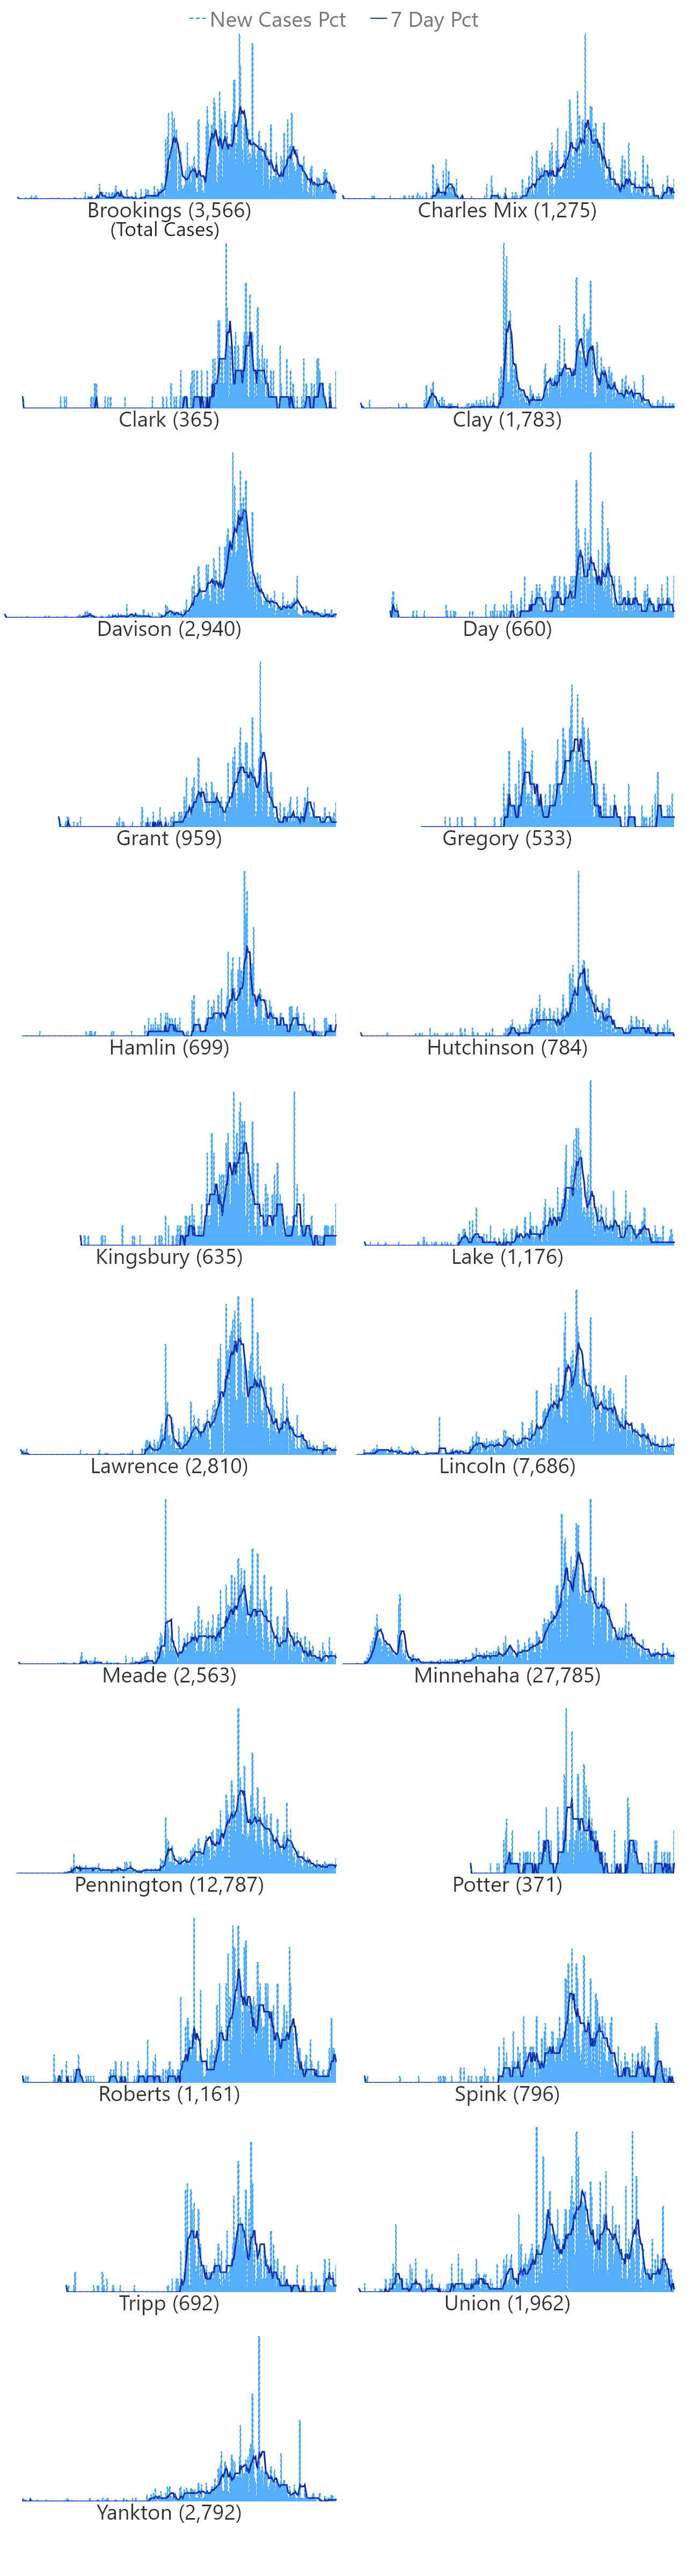 New Cases Pct 7 Day Pct
Brookings (3,566) Charles Mix (1,275)
(Total Cases)
Clark (365) Clay (1,783)
Davison (2,940) Day (660)
Grant (959) Gregory (533)
Hamlin (699) Hutchinson (784)
Kingsbury (635) Lake (1,176)
Lawrence (2,810) Lincoln (7,686)
Meade (2,563) Minnehaha (27,785)
Pennington (12,787) Potter (371)
Roberts (1,161) Spink (796)
Tripp (692) Union (1,962)
Yankton (2,792)